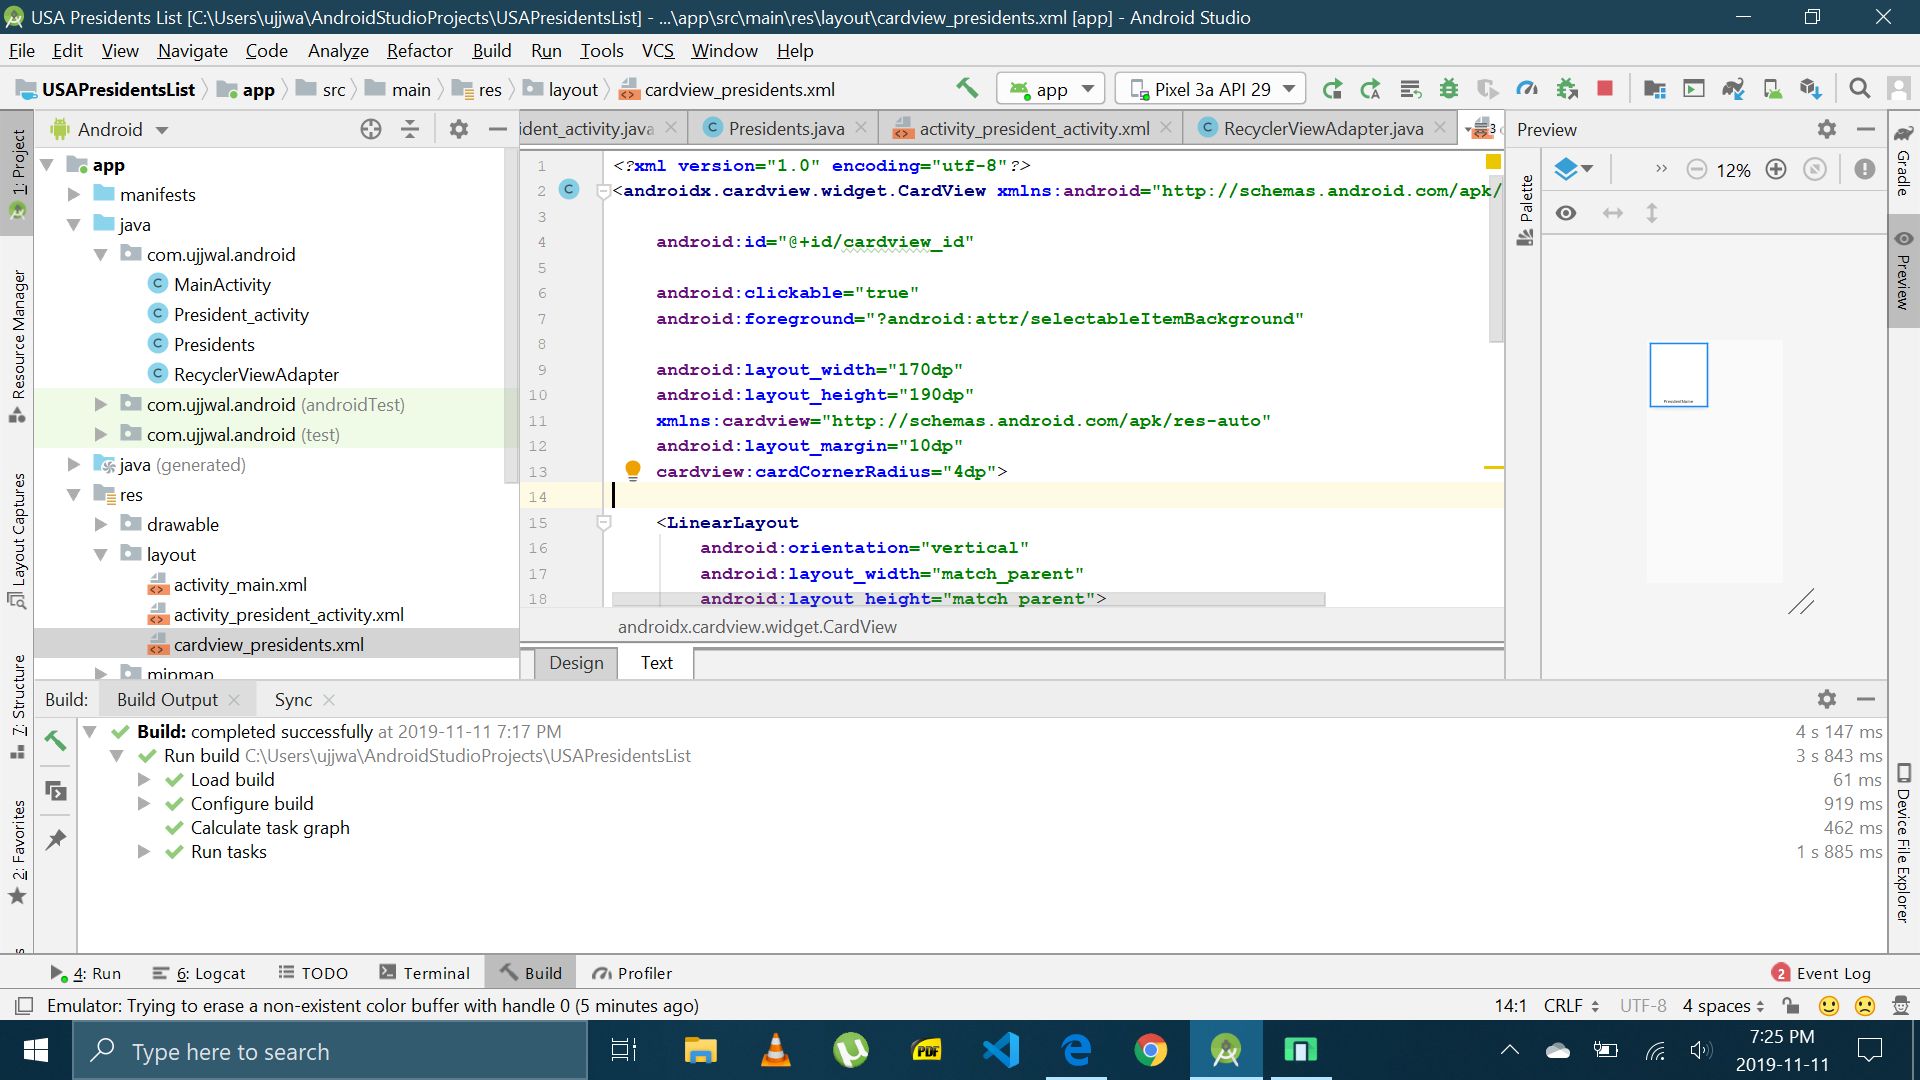 USA Presidents List [C:\Users\ujjwa\AndroidStudioProjects\USAPresidentsList] - ...\app\src\main\res\layout\cardview_presidents.xml [app] - Android Studio
File Edit View Navigate Code Analyze Refactor Build Run Tools VCS Window Help
USAPresidentsList app src main res layout cardview_presidents.xml app Pixel 3a API 29
Android
ident_activity.java Presidents.java activity_president_activity.xml RecyclerViewAdapter.java 3
Preview
1: Project
Resource Manager
Layout Captures
7: Structure
2: Favorites
app
manifests
java
com.ujjwal.android
MainActivity
President_activity
Presidents
RecyclerViewAdapter
com.ujjwal.android (androidTest)
com.ujjwal.android (test)
java (generated)
res
drawable
layout
activity_main.xml
activity_president_activity.xml
cardview_presidents.xml
mipmap
1 <?xml version="1.0" encoding="utf-8"?>
2 <androidx.cardview.widget.CardView xmlns:android="http://schemas.android.com/apk/
3
4 android:id="@+id/cardview_id"
5
6 android:clickable="true"
7 android:foreground="?android:attr/selectableItemBackground"
8
9 android:layout_width="170dp"
10 android:layout_height="190dp"
11 xmlns:cardview="http://schemas.android.com/apk/res-auto"
12 android:layout_margin="10dp"
13 cardview:cardCornerRadius="4dp">
14
15 <LinearLayout
16 android:orientation="vertical"
17 android:layout_width="match_parent"
18 android:layout_height="match_parent">
androidx.cardview.widget.CardView
Design Text
Palette
12%
PresidentName
Gradle
Preview
Device File Explorer
Build: Build Output Sync
Build: completed successfully at 2019-11-11 7:17 PM 4 s 147 ms
Run build C:\Users\ujjwa\AndroidStudioProjects\USAPresidentsList 3 s 843 ms
Load build 61 ms
Configure build 919 ms
Calculate task graph 462 ms
Run tasks 1 s 885 ms
4: Run 6: Logcat TODO Terminal Build Profiler 2 Event Log
Emulator: Trying to erase a non-existent color buffer with handle 0 (5 minutes ago) 14:1 CRLF UTF-8 4 spaces
Type here to search
PDF
7:25 PM
2019-11-11